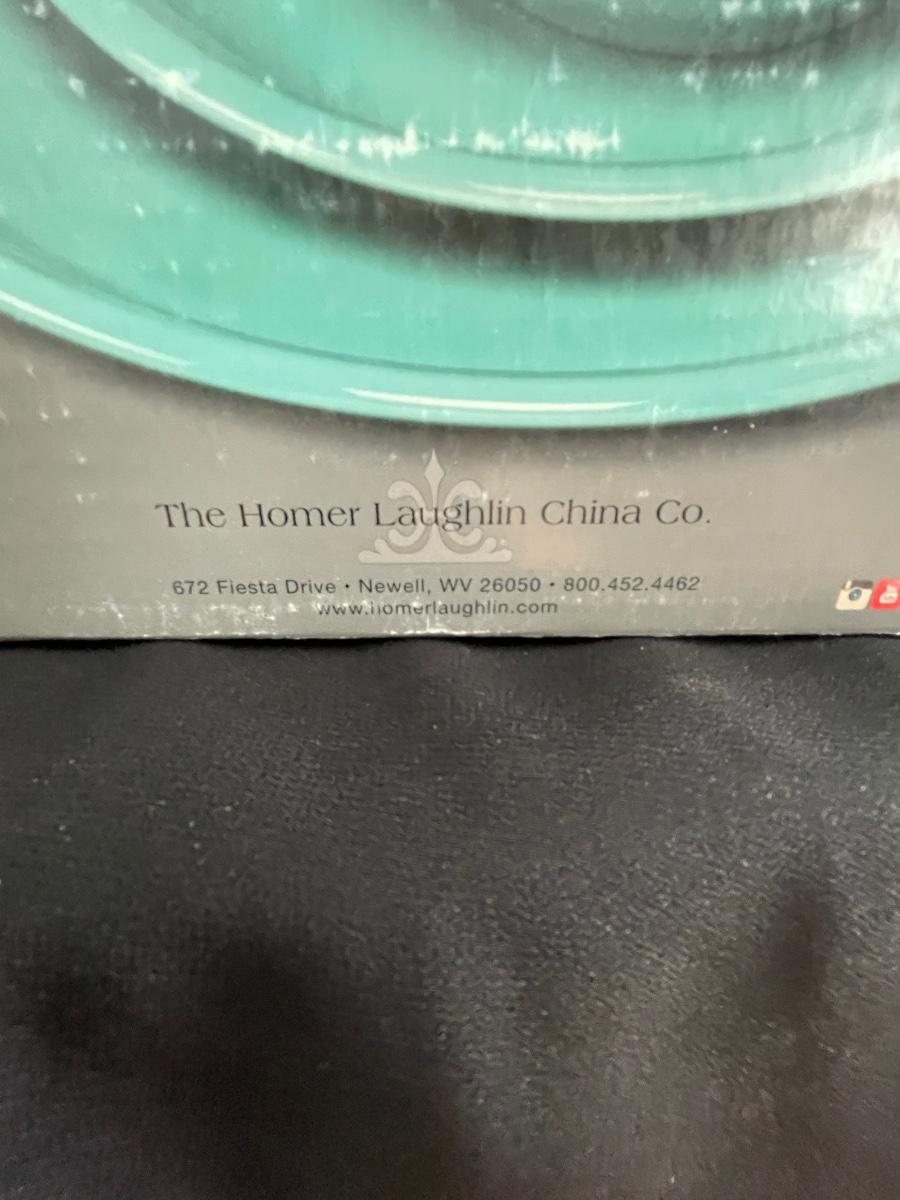 The Homer Laughlin China Co.
672 Fiesta Drive • Newell, WV 26050 • 800.452.4462
www.homerlaughlin.com